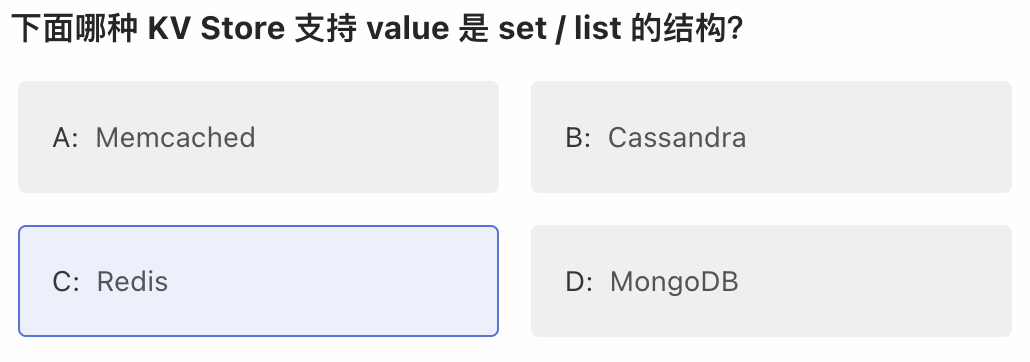 下面哪种 KV Store 支持 value 是 set / list 的结构?
A: Memcached
B: Cassandra
C: Redis
D: MongoDB